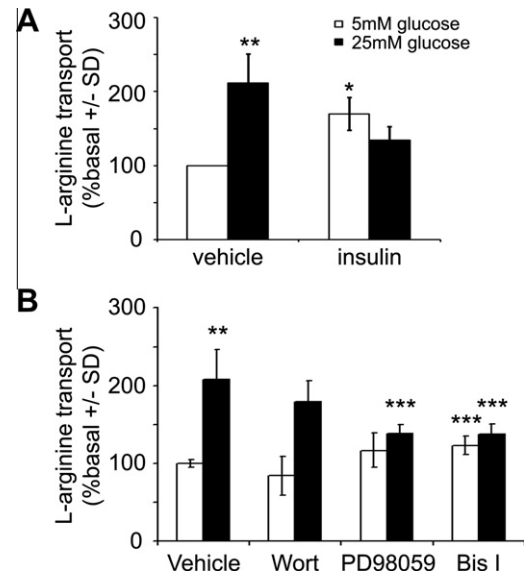 A
300
5mM glucose
**
25mM glucose
*
200
100
0
L-arginine transport
(%basal +/- SD)
vehicle insulin
B
300
**
200
*** ***
***
100
0
L-arginine transport
(%basal +/- SD)
Vehicle Wort PD98059 Bis I